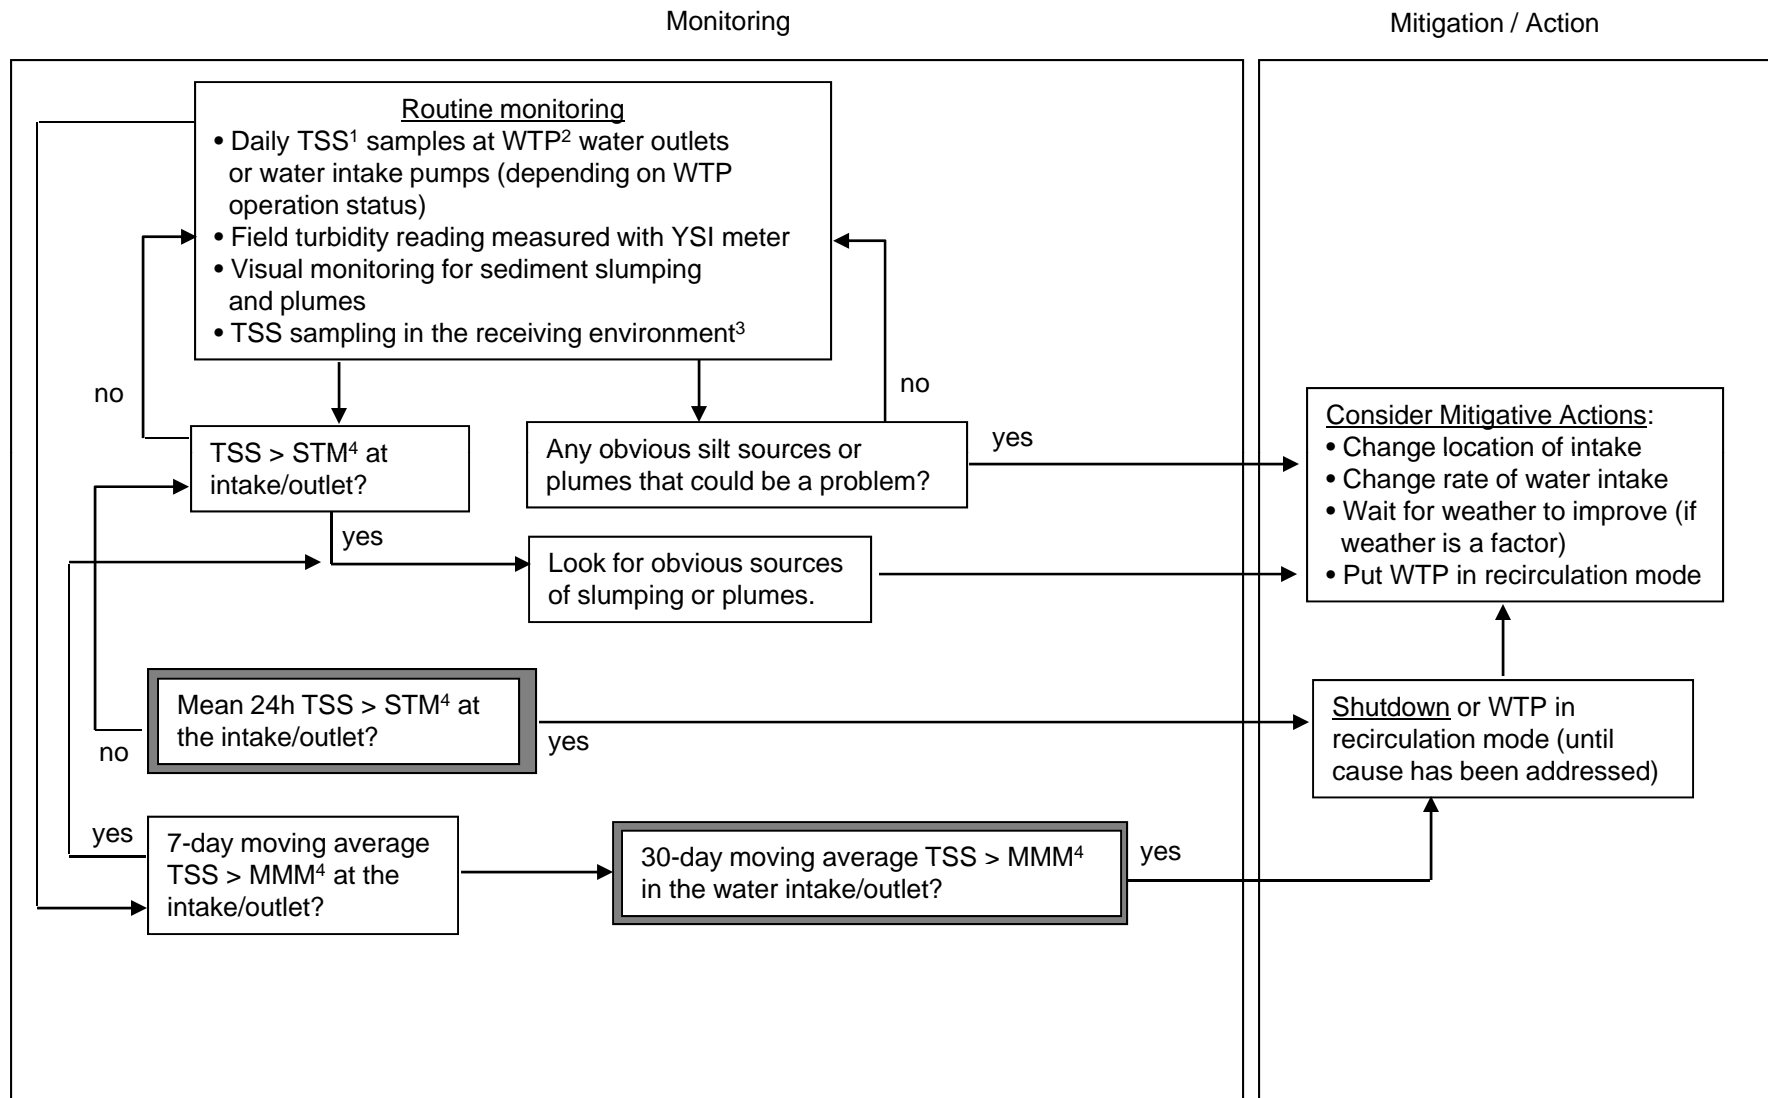 Monitoring
Mitigation / Action
Routine monitoring
• Daily TSS¹ samples at WTP² water outlets
or water intake pumps (depending on WTP
operation status)
• Field turbidity reading measured with YSI meter
• Visual monitoring for sediment slumping
and plumes
• TSS sampling in the receiving environment³
no
no
TSS > STM⁴ at
intake/outlet?
Any obvious silt sources or
plumes that could be a problem?
yes
Consider Mitigative Actions:
• Change location of intake
• Change rate of water intake
• Wait for weather to improve (if
weather is a factor)
• Put WTP in recirculation mode
yes
Look for obvious sources
of slumping or plumes.
Mean 24h TSS > STM⁴ at
the intake/outlet?
no
yes
Shutdown or WTP in
recirculation mode (until
cause has been addressed)
yes
7-day moving average
TSS > MMM⁴ at the
intake/outlet?
30-day moving average TSS > MMM⁴
in the water intake/outlet?
yes